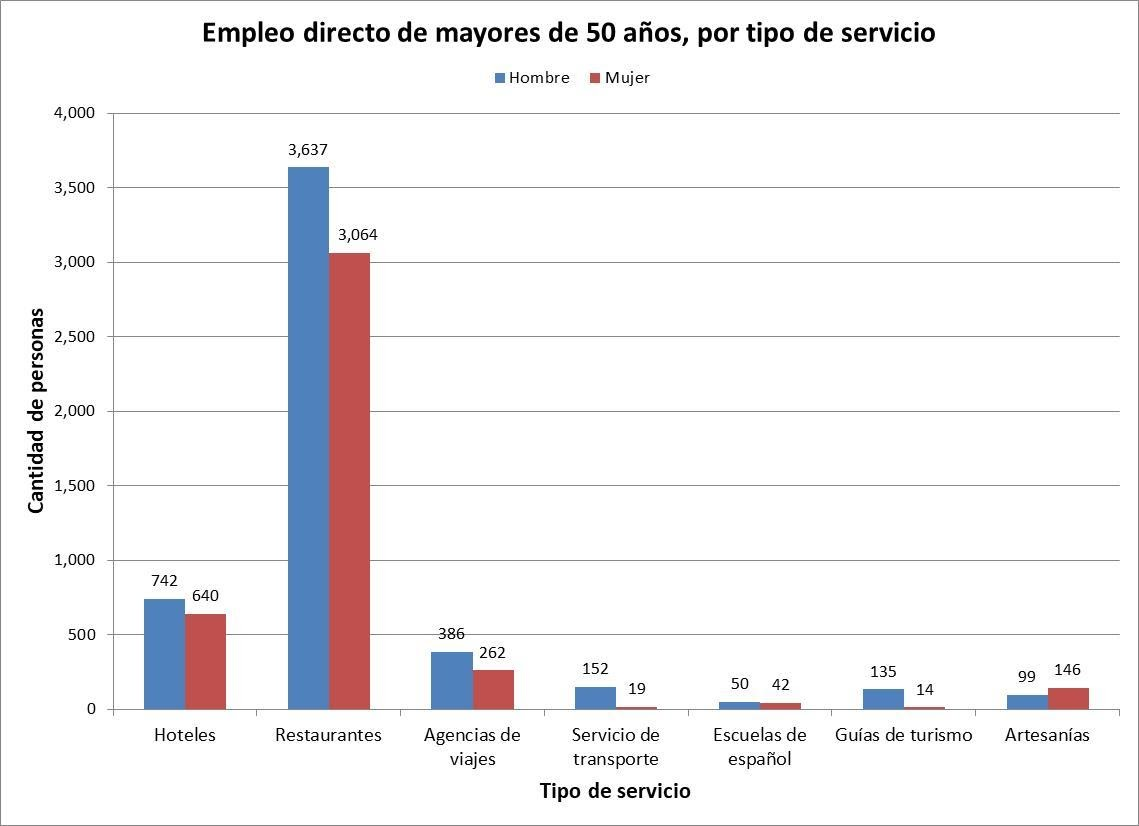 Empleo directo de mayores de 50 años, por tipo de servicio
Hombre Mujer
Cantidad de personas
4,000
3,500
3,000
2,500
2,000
1,500
1,000
500
0
742 640
3,637 3,064
386 262
152 19
50 42
135 14
99 146
Hoteles
Restaurantes
Agencias de
viajes
Servicio de
transporte
Escuelas de
español
Guías de turismo
Artesanías
Tipo de servicio